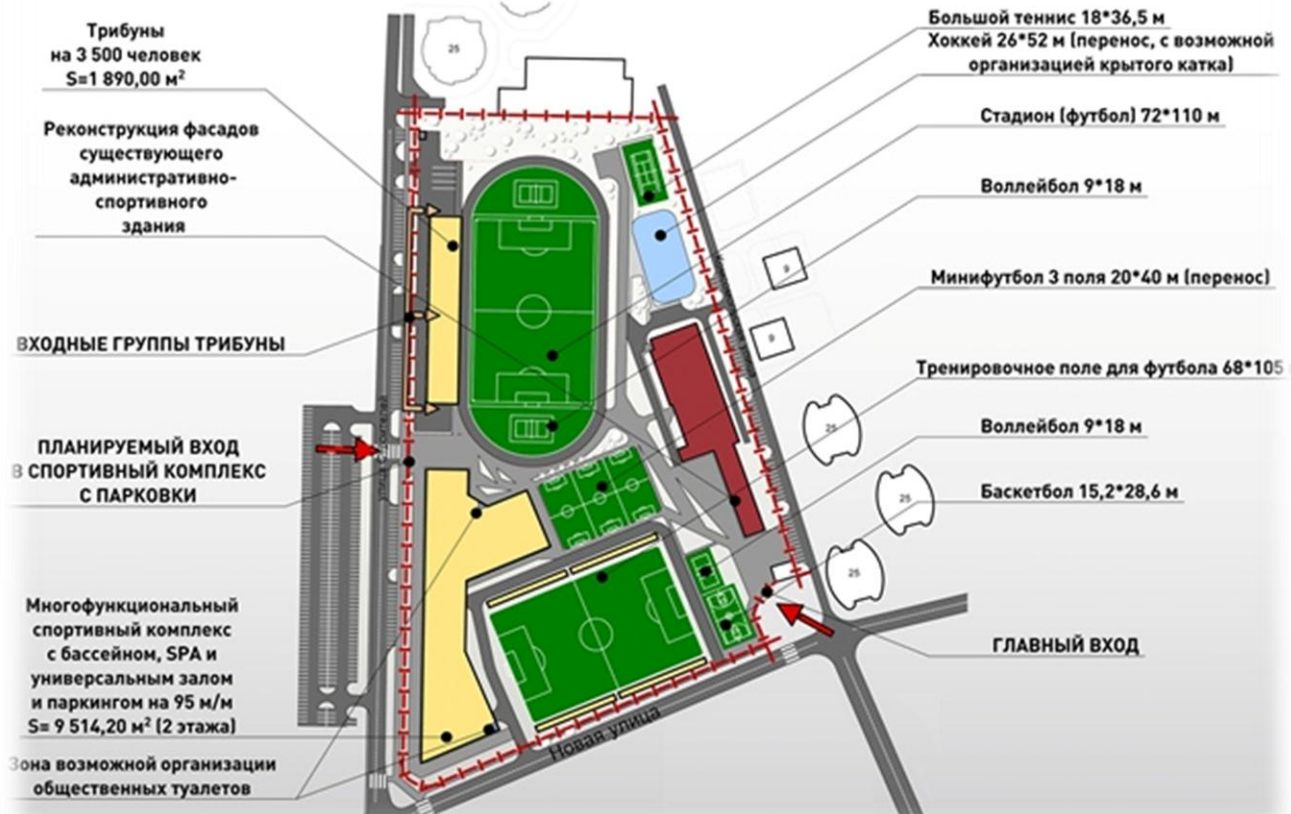 Трибуны
на 3 500 человек
S=1 890,00 м²
Реконструкция фасадов
существующего
административно-
спортивного
здания
ВХОДНЫЕ ГРУППЫ ТРИБУНЫ
ПЛАНИРУЕМЫЙ ВХОД
В СПОРТИВНЫЙ КОМПЛЕКС
С ПАРКОВКИ
Многофункциональный
спортивный комплекс
с бассейном, SPA и
универсальным залом
и паркингом на 95 м/м
S= 9 514,20 м² (2 этажа)
Зона возможной организации
общественных туалетов
25
9
9
25
25
25
Новая улица
Большой теннис 18*36,5 м
Хоккей 26*52 м (перенос, с возможной
организацией крытого катка)
Стадион (футбол) 72*110 м
Воллейбол 9*18 м
Минифутбол 3 поля 20*40 м (перенос)
Тренировочное поле для футбола 68*105
Воллейбол 9*18 м
Баскетбол 15,2*28,6 м
ГЛАВНЫЙ ВХОД